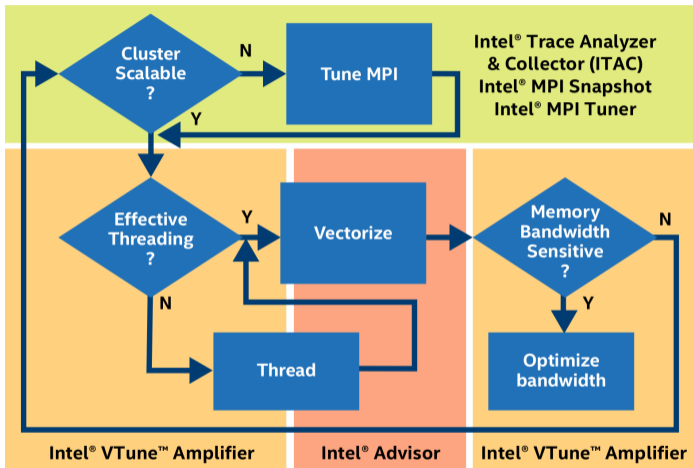 Cluster
Scalable
?
N
Tune MPI
Intel® Trace Analyzer
& Collector (ITAC)
Intel® MPI Snapshot
Intel® MPI Tuner
Y
Effective
Threading
?
Y
Vectorize
Memory
Bandwidth
Sensitive
?
N
N
Y
Thread
Optimize
bandwidth
Intel® VTune™ Amplifier
Intel® Advisor
Intel® VTune™ Amplifier